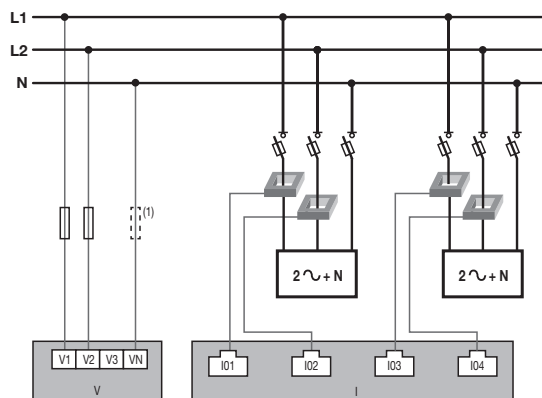 L1
L2
N
(1)
2 ∿ + N
2 ∿ + N
V1 V2 V3 VN
V
I01 I02 I03 I04
I